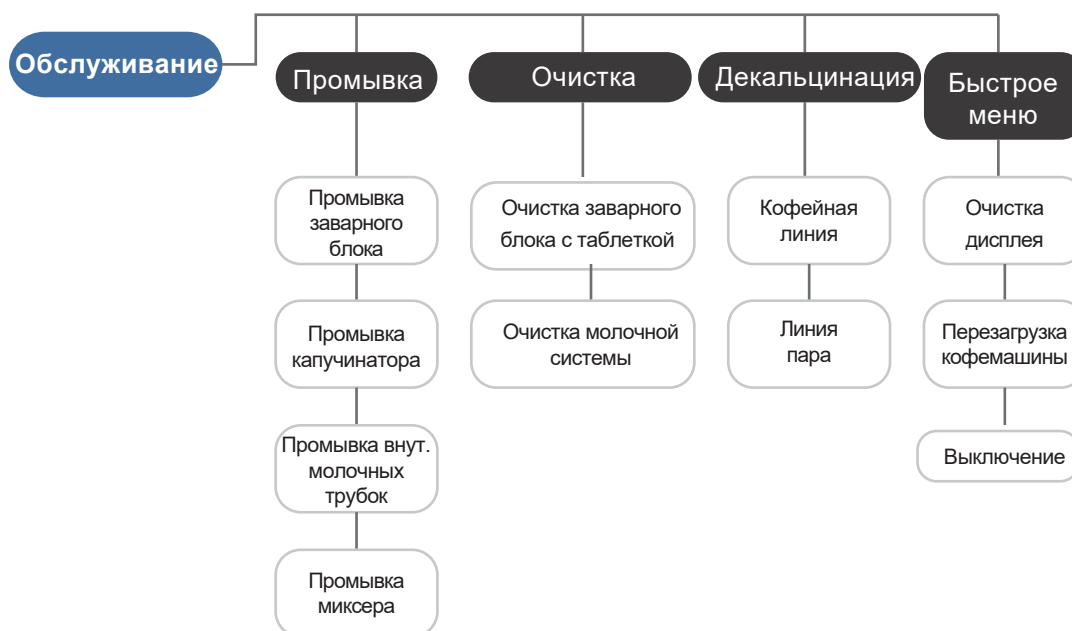 Обслуживание
Промывка
Промывка
заварного
блока
Промывка
капучинатора
Промывка внут.
молочных
трубок
Промывка
миксера
Очистка
Очистка заварного
блока с таблеткой
Очистка молочной
системы
Декальцинация
Кофейная
линия
Линия
пара
Быстрое
меню
Очистка
дисплея
Перезагрузка
кофемашины
Выключение